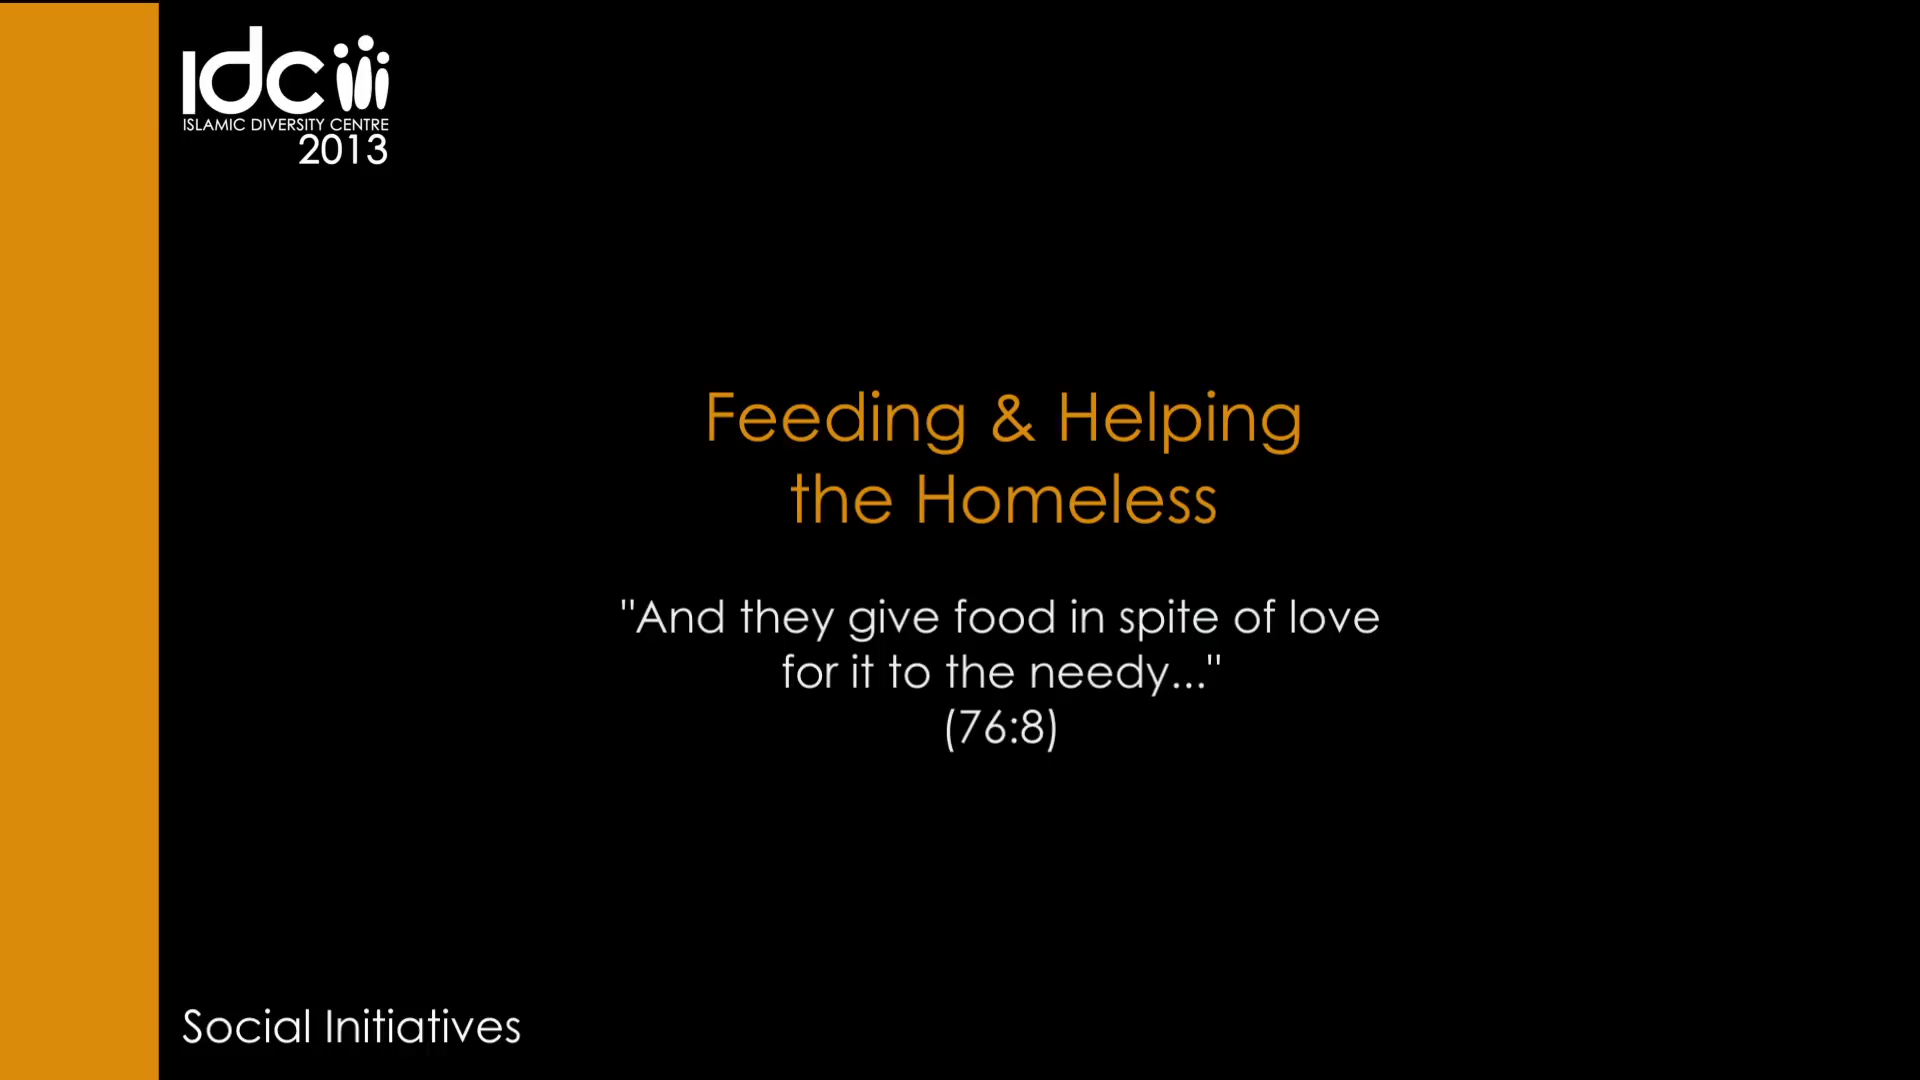 idc
ISLAMIC DIVERSITY CENTRE
2013
Feeding & Helping
the Homeless
"And they give food in spite of love
for it to the needy..."
(76:8)
Social Initiatives